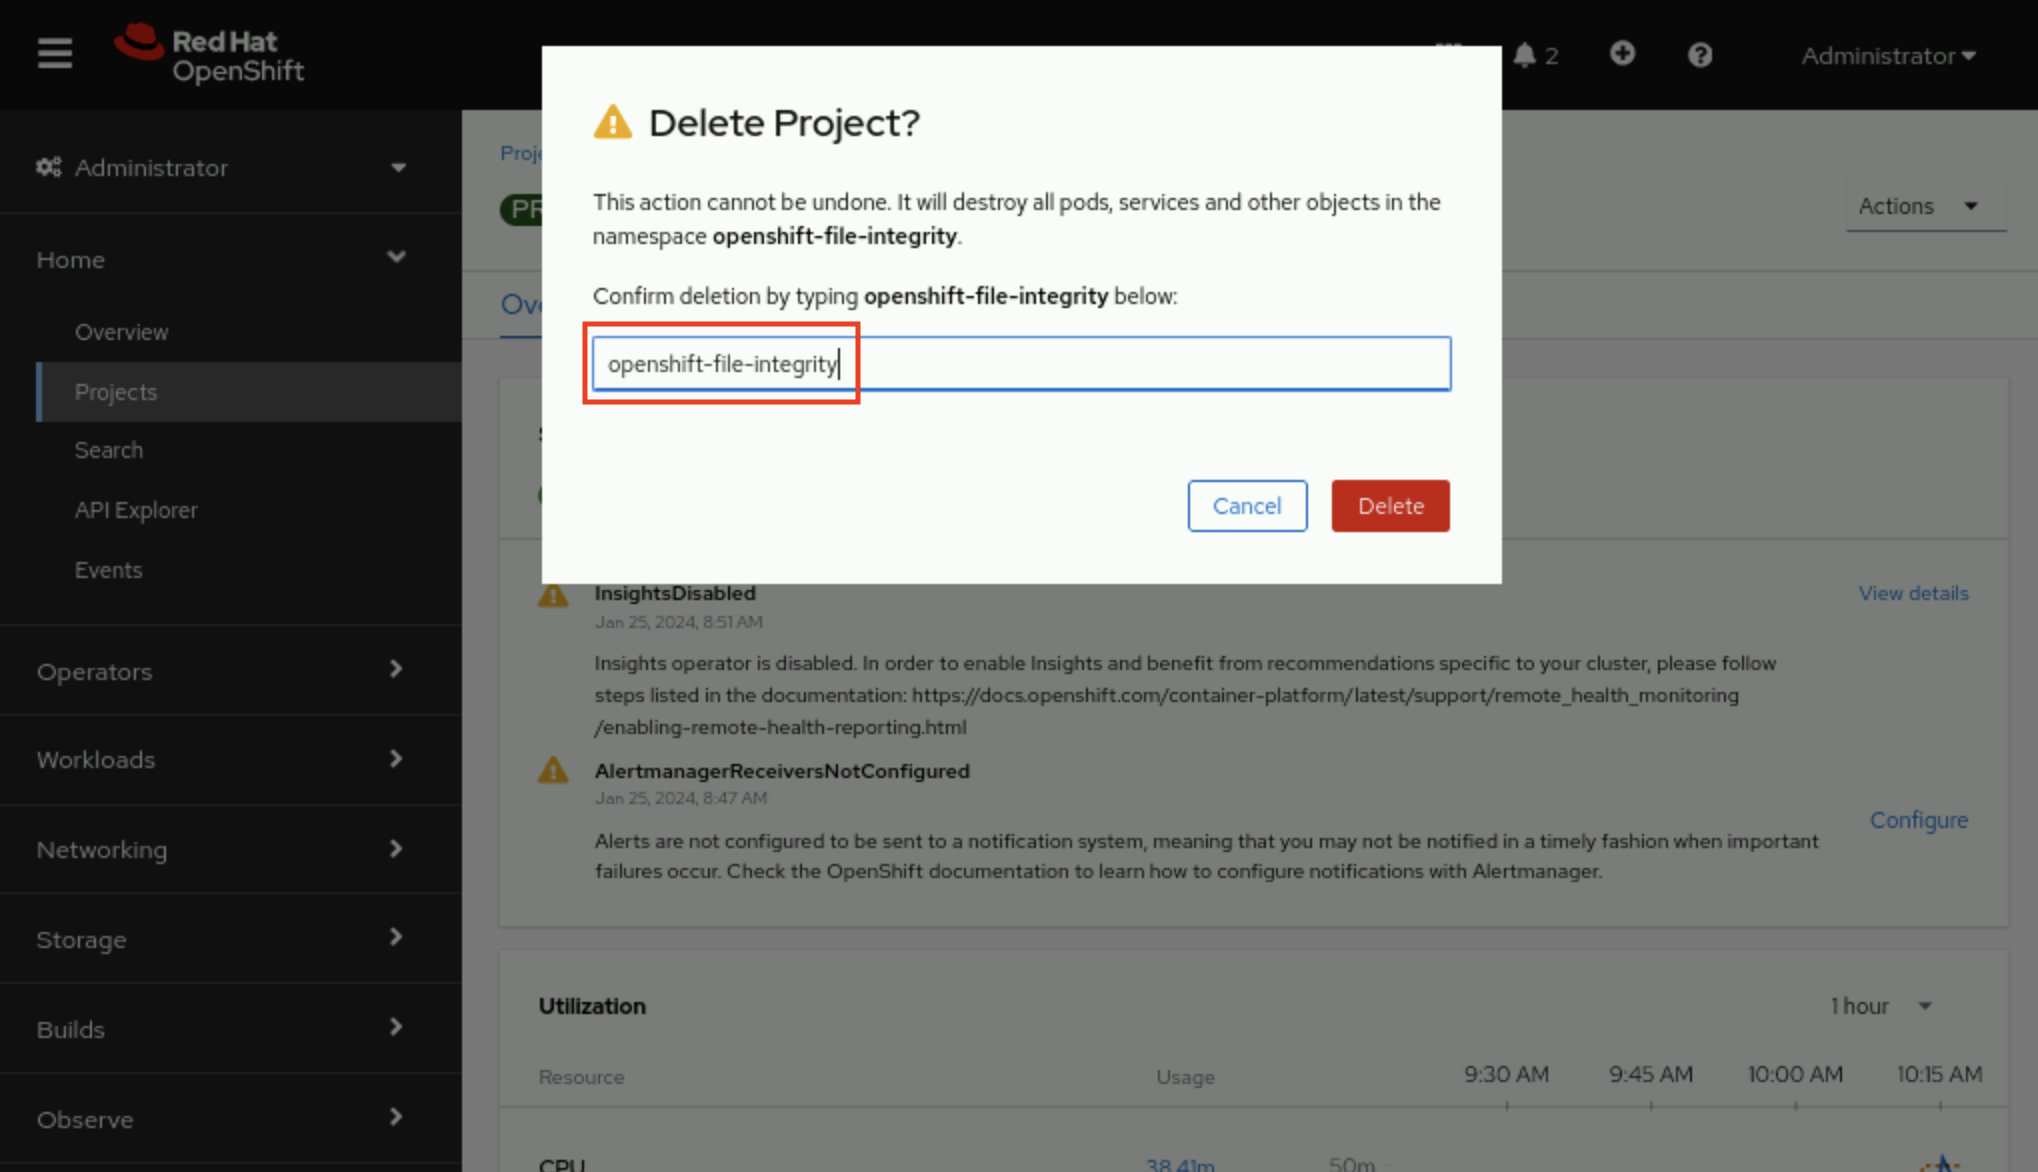 Red Hat
OpenShift
2
Administrator
Administrator
Home
Overview
Projects
Search
API Explorer
Events
Operators
Workloads
Networking
Storage
Builds
Observe
Actions
Delete Project?
This action cannot be undone. It will destroy all pods, services and other objects in the
namespace openshift-file-integrity.
Confirm deletion by typing openshift-file-integrity below:
openshift-file-integrity
Cancel
Delete
InsightsDisabled
View details
Jan 25, 2024, 8:51 AM
Insights operator is disabled. In order to enable Insights and benefit from recommendations specific to your cluster, please follow
steps listed in the documentation: https://docs.openshift.com/container-platform/latest/support/remote_health_monitoring
/enabling-remote-health-reporting.html
AlertmanagerReceiversNotConfigured
Jan 25, 2024, 8:47 AM
Configure
Alerts are not configured to be sent to a notification system, meaning that you may not be notified in a timely fashion when important
failures occur. Check the OpenShift documentation to learn how to configure notifications with Alertmanager.
Utilization
1 hour
Resource
Usage
9:30 AM
9:45 AM
10:00 AM
10:15 AM
CPU
38.41m
50m